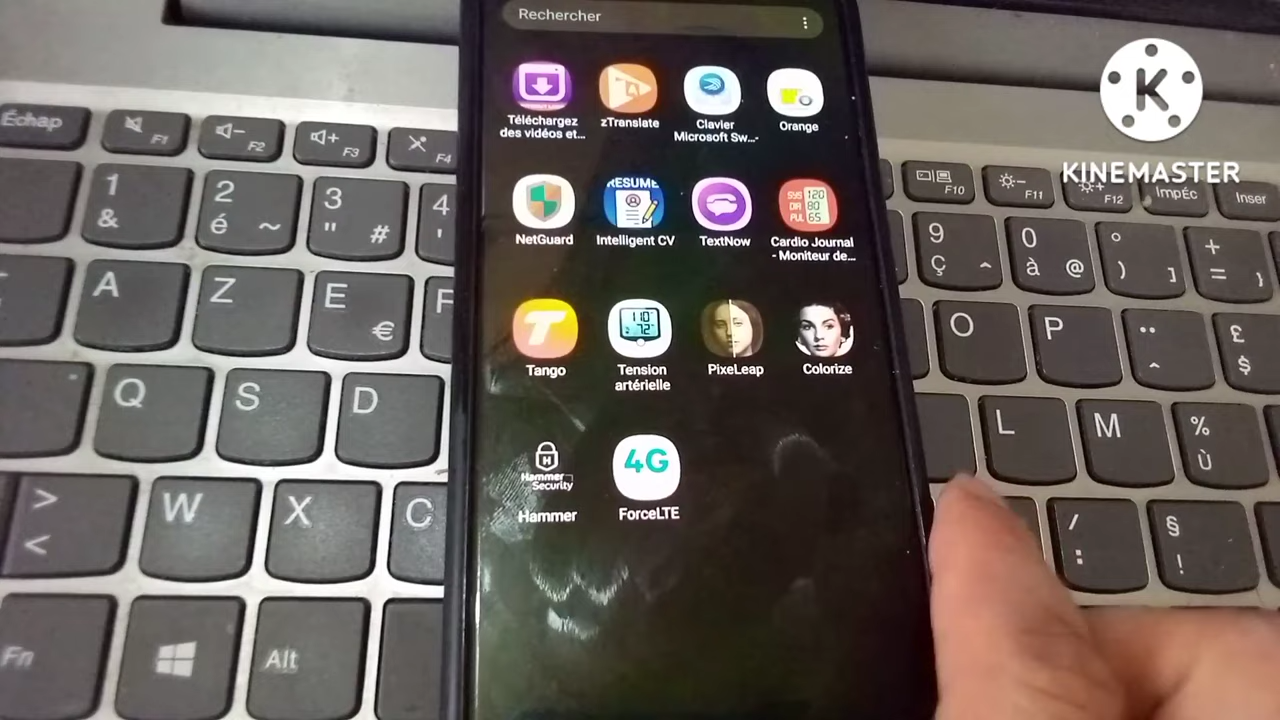 Rechercher
Téléchargez
des vidéos et...
zTranslate
Clavier
Microsoft Sw...
Orange
RESUME
NetGuard
Intelligent CV
TextNow
SYS 120
DIA 80
PUL 65
Cardio Journal
- Moniteur de...
Tango
110
72
Tension
artérielle
PixeLeap
Colorize
Hammer
Security
Hammer
4G
ForceLTE
K
KINEMASTER
Échap
F1
F2
F3
F4
F10
F11
F12
ImpÉc
Inser
1
&
2
é ~
3
" #
4
'
9
ç ^
0
à @
°
) ]
+
= }
A
Z
E
€
O
P
¨
^
£
$
Q
S
D
L
M
%
Ù
>
<
W
X
C
/
:
§
!
Fn
Alt